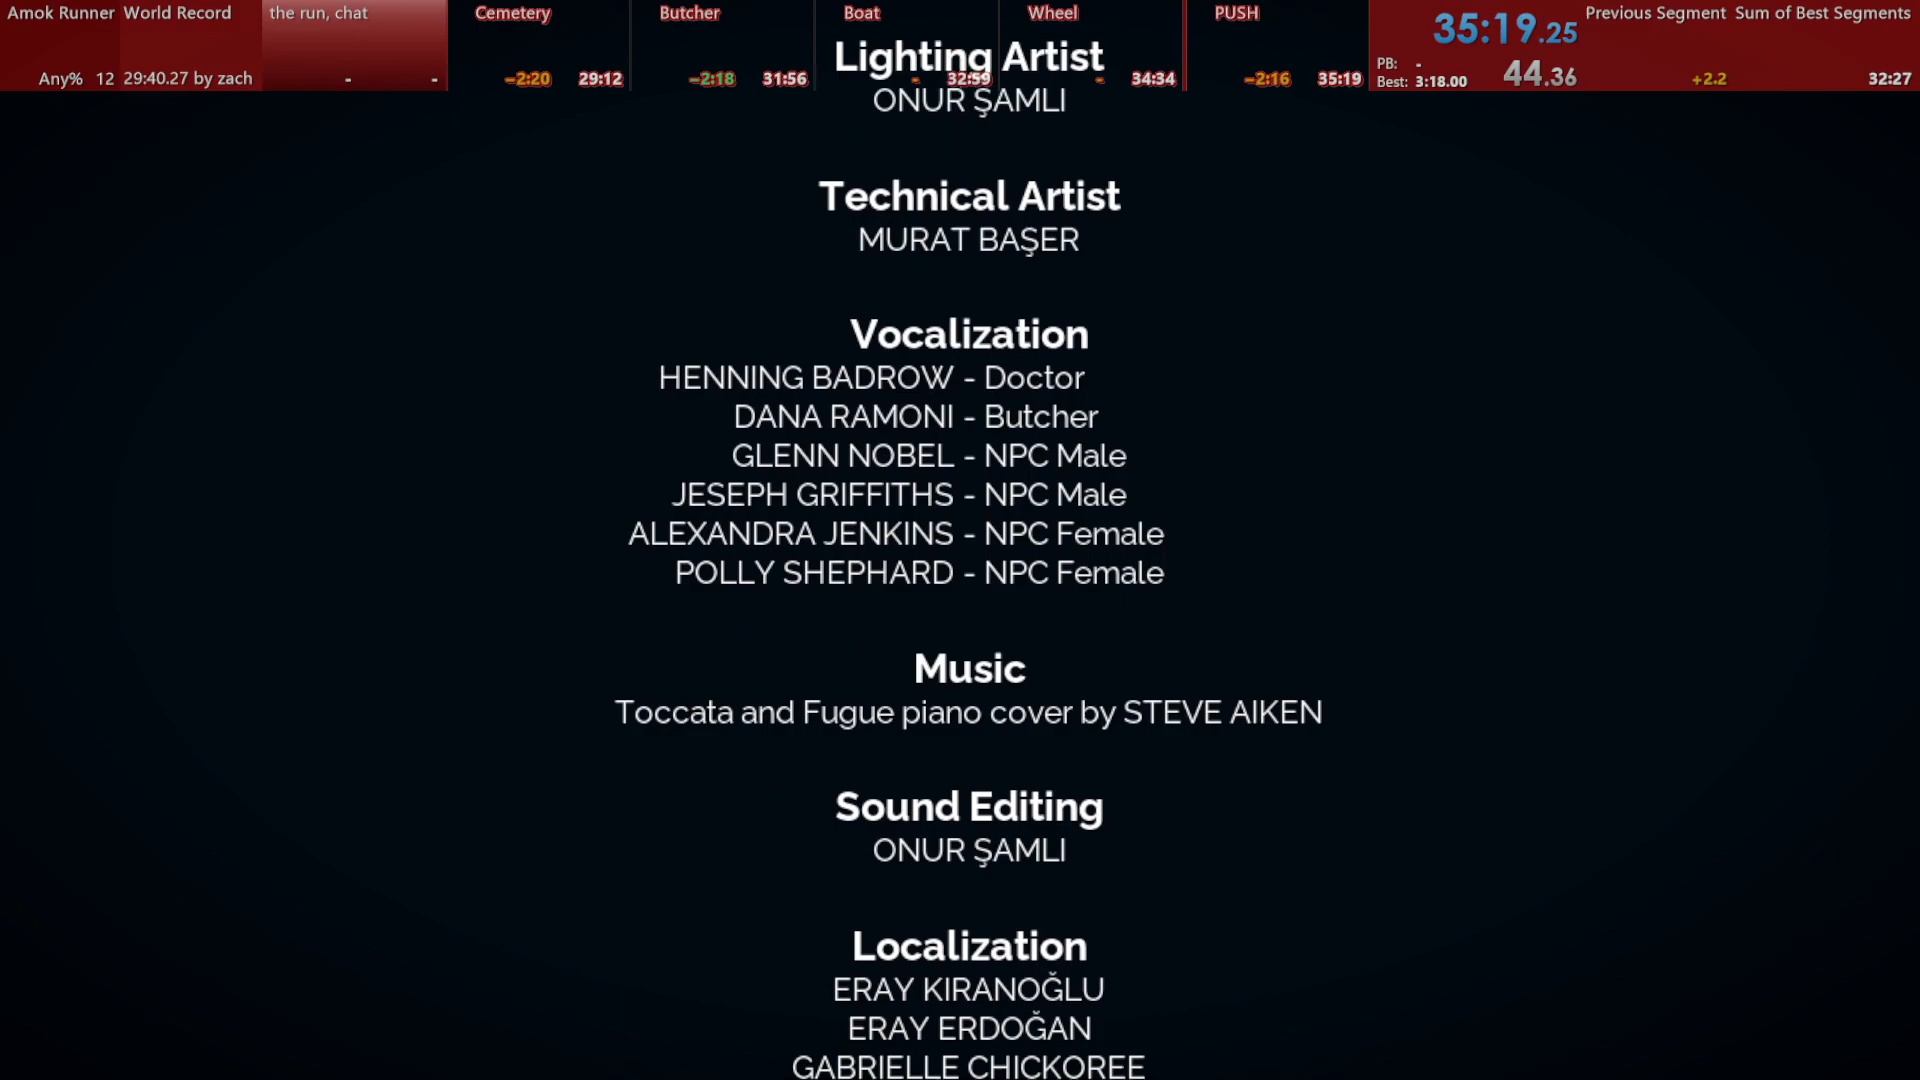 Amok Runner World Record the run, chat Cemetery Butcher Boat Wheel PUSH 35:19.25 Previous Segment Sum of Best Segments
Any% 12 29:40.27 by zach - - −2:20 29:12 −2:18 31:56 - 32:59 - 34:34 −2:16 35:19 PB: - 44.36 +2.2 32:27
Best: 3:18.00
Lighting Artist
ONUR ŞAMLI
Technical Artist
MURAT BAŞER
Vocalization
HENNING BADROW - Doctor
DANA RAMONI - Butcher
GLENN NOBEL - NPC Male
JESEPH GRIFFITHS - NPC Male
ALEXANDRA JENKINS - NPC Female
POLLY SHEPHARD - NPC Female
Music
Toccata and Fugue piano cover by STEVE AIKEN
Sound Editing
ONUR ŞAMLI
Localization
ERAY KIRANOĞLU
ERAY ERDOĞAN
GABRIELLE CHICKOREE